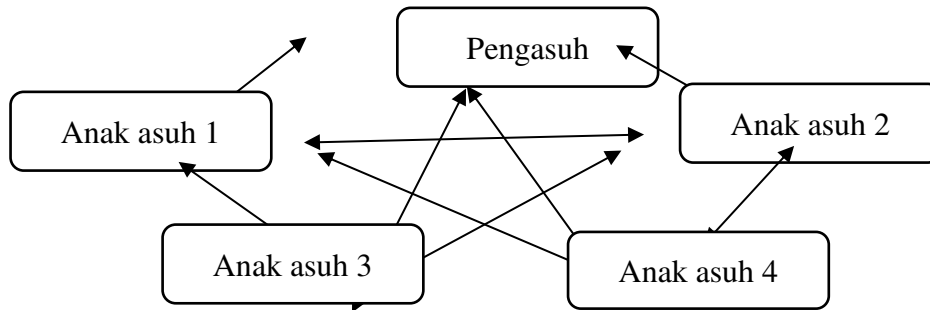 Pengasuh
Anak asuh 1
Anak asuh 2
Anak asuh 3
Anak asuh 4